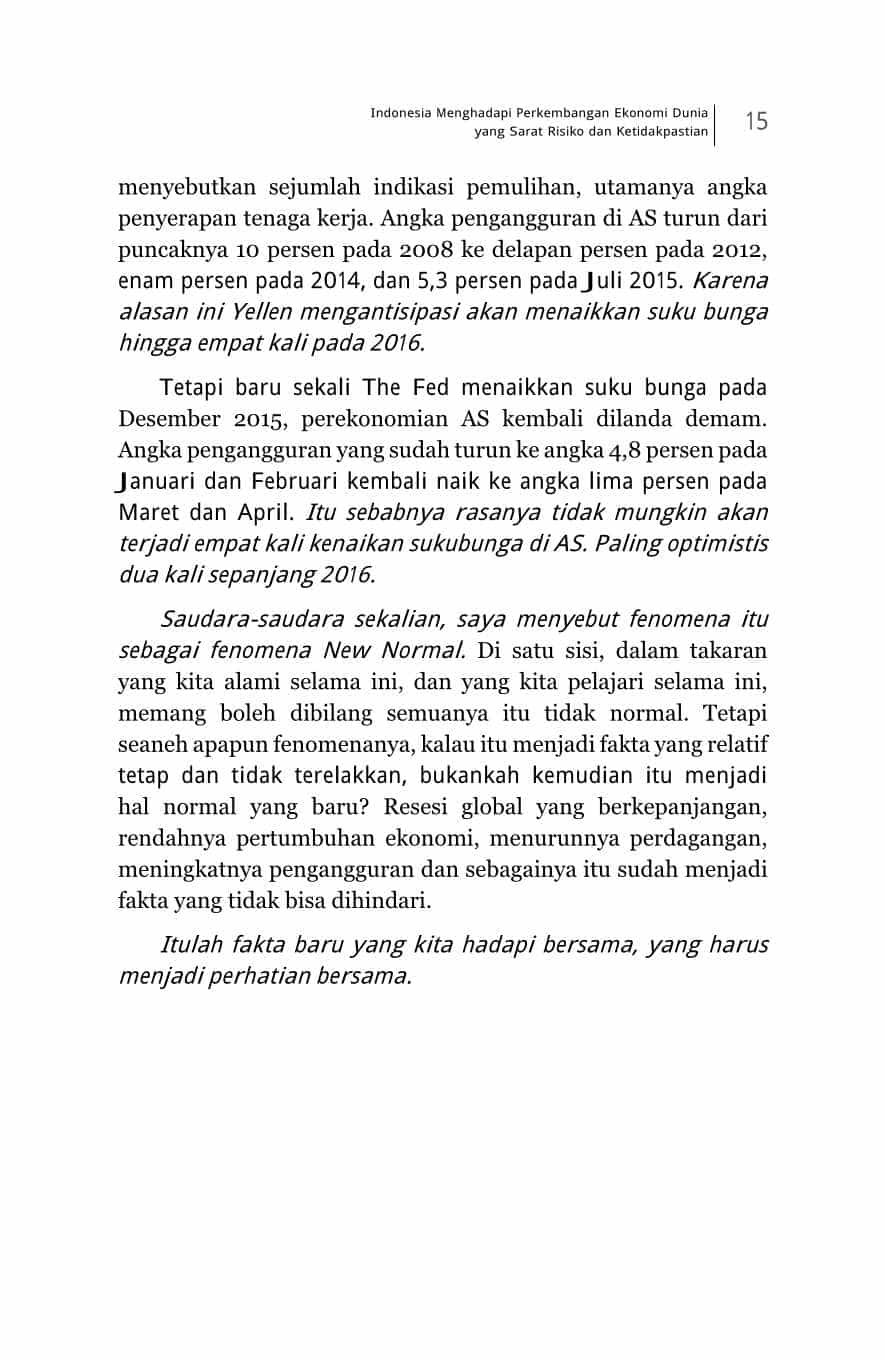 Indonesia Menghadapi Perkembangan Ekonomi Dunia
yang Sarat Risiko dan Ketidakpastian
15
menyebutkan sejumlah indikasi pemulihan, utamanya angka
penyerapan tenaga kerja. Angka pengangguran di AS turun dari
puncaknya 10 persen pada 2008 ke delapan persen pada 2012,
enam persen pada 2014, dan 5,3 persen pada Juli 2015. Karena
alasan ini Yellen mengantisipasi akan menaikkan suku bunga
hingga empat kali pada 2016.
Tetapi baru sekali The Fed menaikkan suku bunga pada
Desember 2015, perekonomian AS kembali dilanda demam.
Angka pengangguran yang sudah turun ke angka 4,8 persen pada
Januari dan Februari kembali naik ke angka lima persen pada
Maret dan April. Itu sebabnya rasanya tidak mungkin akan
terjadi empat kali kenaikan sukubunga di AS. Paling optimistis
dua kali sepanjang 2016.
Saudara-saudara sekalian, saya menyebut fenomena itu
sebagai fenomena New Normal. Di satu sisi, dalam takaran
yang kita alami selama ini, dan yang kita pelajari selama ini,
memang boleh dibilang semuanya itu tidak normal. Tetapi
seaneh apapun fenomenanya, kalau itu menjadi fakta yang relatif
tetap dan tidak terelakkan, bukankah kemudian itu menjadi
hal normal yang baru? Resesi global yang berkepanjangan,
rendahnya pertumbuhan ekonomi, menurunnya perdagangan,
meningkatnya pengangguran dan sebagainya itu sudah menjadi
fakta yang tidak bisa dihindari.
Itulah fakta baru yang kita hadapi bersama, yang harus
menjadi perhatian bersama.